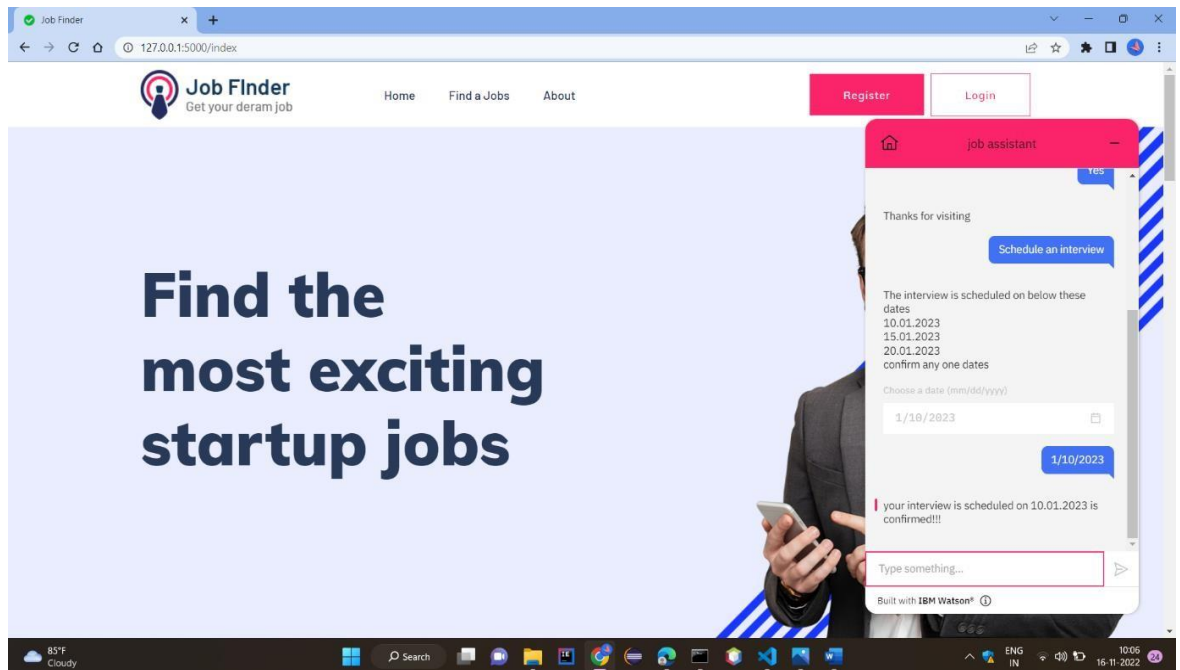 Job Finder
127.0.0.1:5000/index
Job FInder
Get your deram job
Home Find a Jobs About
Register Login
job assistant
Yes
Thanks for visiting
Schedule an interview
The interview is scheduled on below these
dates
10.01.2023
15.01.2023
20.01.2023
confirm any one dates
Choose a date (mm/dd/yyyy)
1/10/2023
1/10/2023
your interview is scheduled on 10.01.2023 is
confirmed!!!
Type something...
Built with IBM Watson®
Find the
most exciting
startup jobs
85°F
Cloudy
Search
ENG
IN
10:06
16-11-2022
24